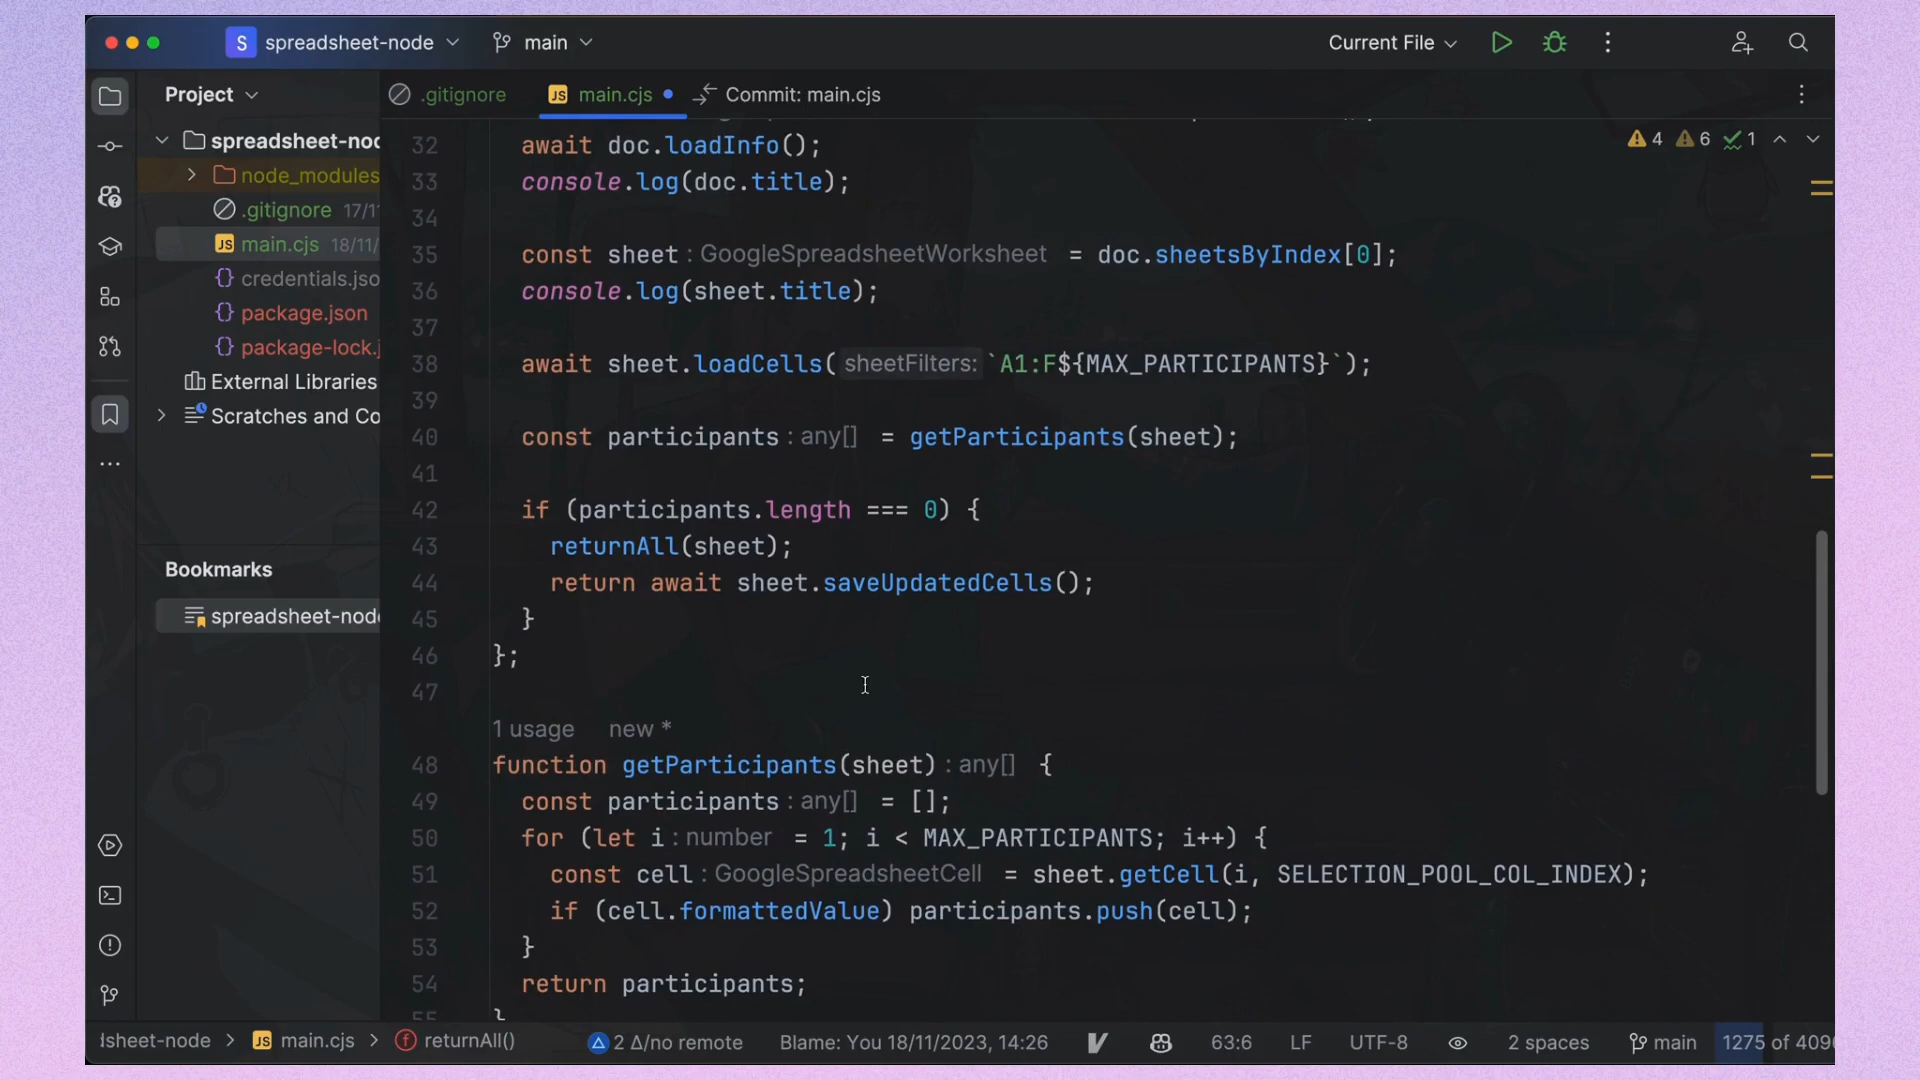 S spreadsheet-node main Current File
Project
.gitignore
JS main.cjs
Commit: main.cjs
spreadsheet-nod
node_modules
.gitignore 17/1
JS main.cjs 18/11/
{} credentials.jso
{} package.json
{} package-lock.j
External Libraries
Scratches and Co
Bookmarks
spreadsheet-nod
4 6 1
32 await doc.loadInfo();
33 console.log(doc.title);
34
35 const sheet : GoogleSpreadsheetWorksheet = doc.sheetsByIndex[0];
36 console.log(sheet.title);
37
38 await sheet.loadCells( sheetFilters: `A1:F${MAX_PARTICIPANTS}`);
39
40 const participants : any[] = getParticipants(sheet);
41
42 if (participants.length === 0) {
43 returnAll(sheet);
44 return await sheet.saveUpdatedCells();
45 }
46 };
47
1 usage new *
48 function getParticipants(sheet) : any[] {
49 const participants : any[] = [];
50 for (let i : number = 1; i < MAX_PARTICIPANTS; i++) {
51 const cell : GoogleSpreadsheetCell = sheet.getCell(i, SELECTION_POOL_COL_INDEX);
52 if (cell.formattedValue) participants.push(cell);
53 }
54 return participants;
55 }
dsheet-node > JS main.cjs > f returnAll() 2 Δ/no remote Blame: You 18/11/2023, 14:26 V 63:6 LF UTF-8 2 spaces main 1275 of 409